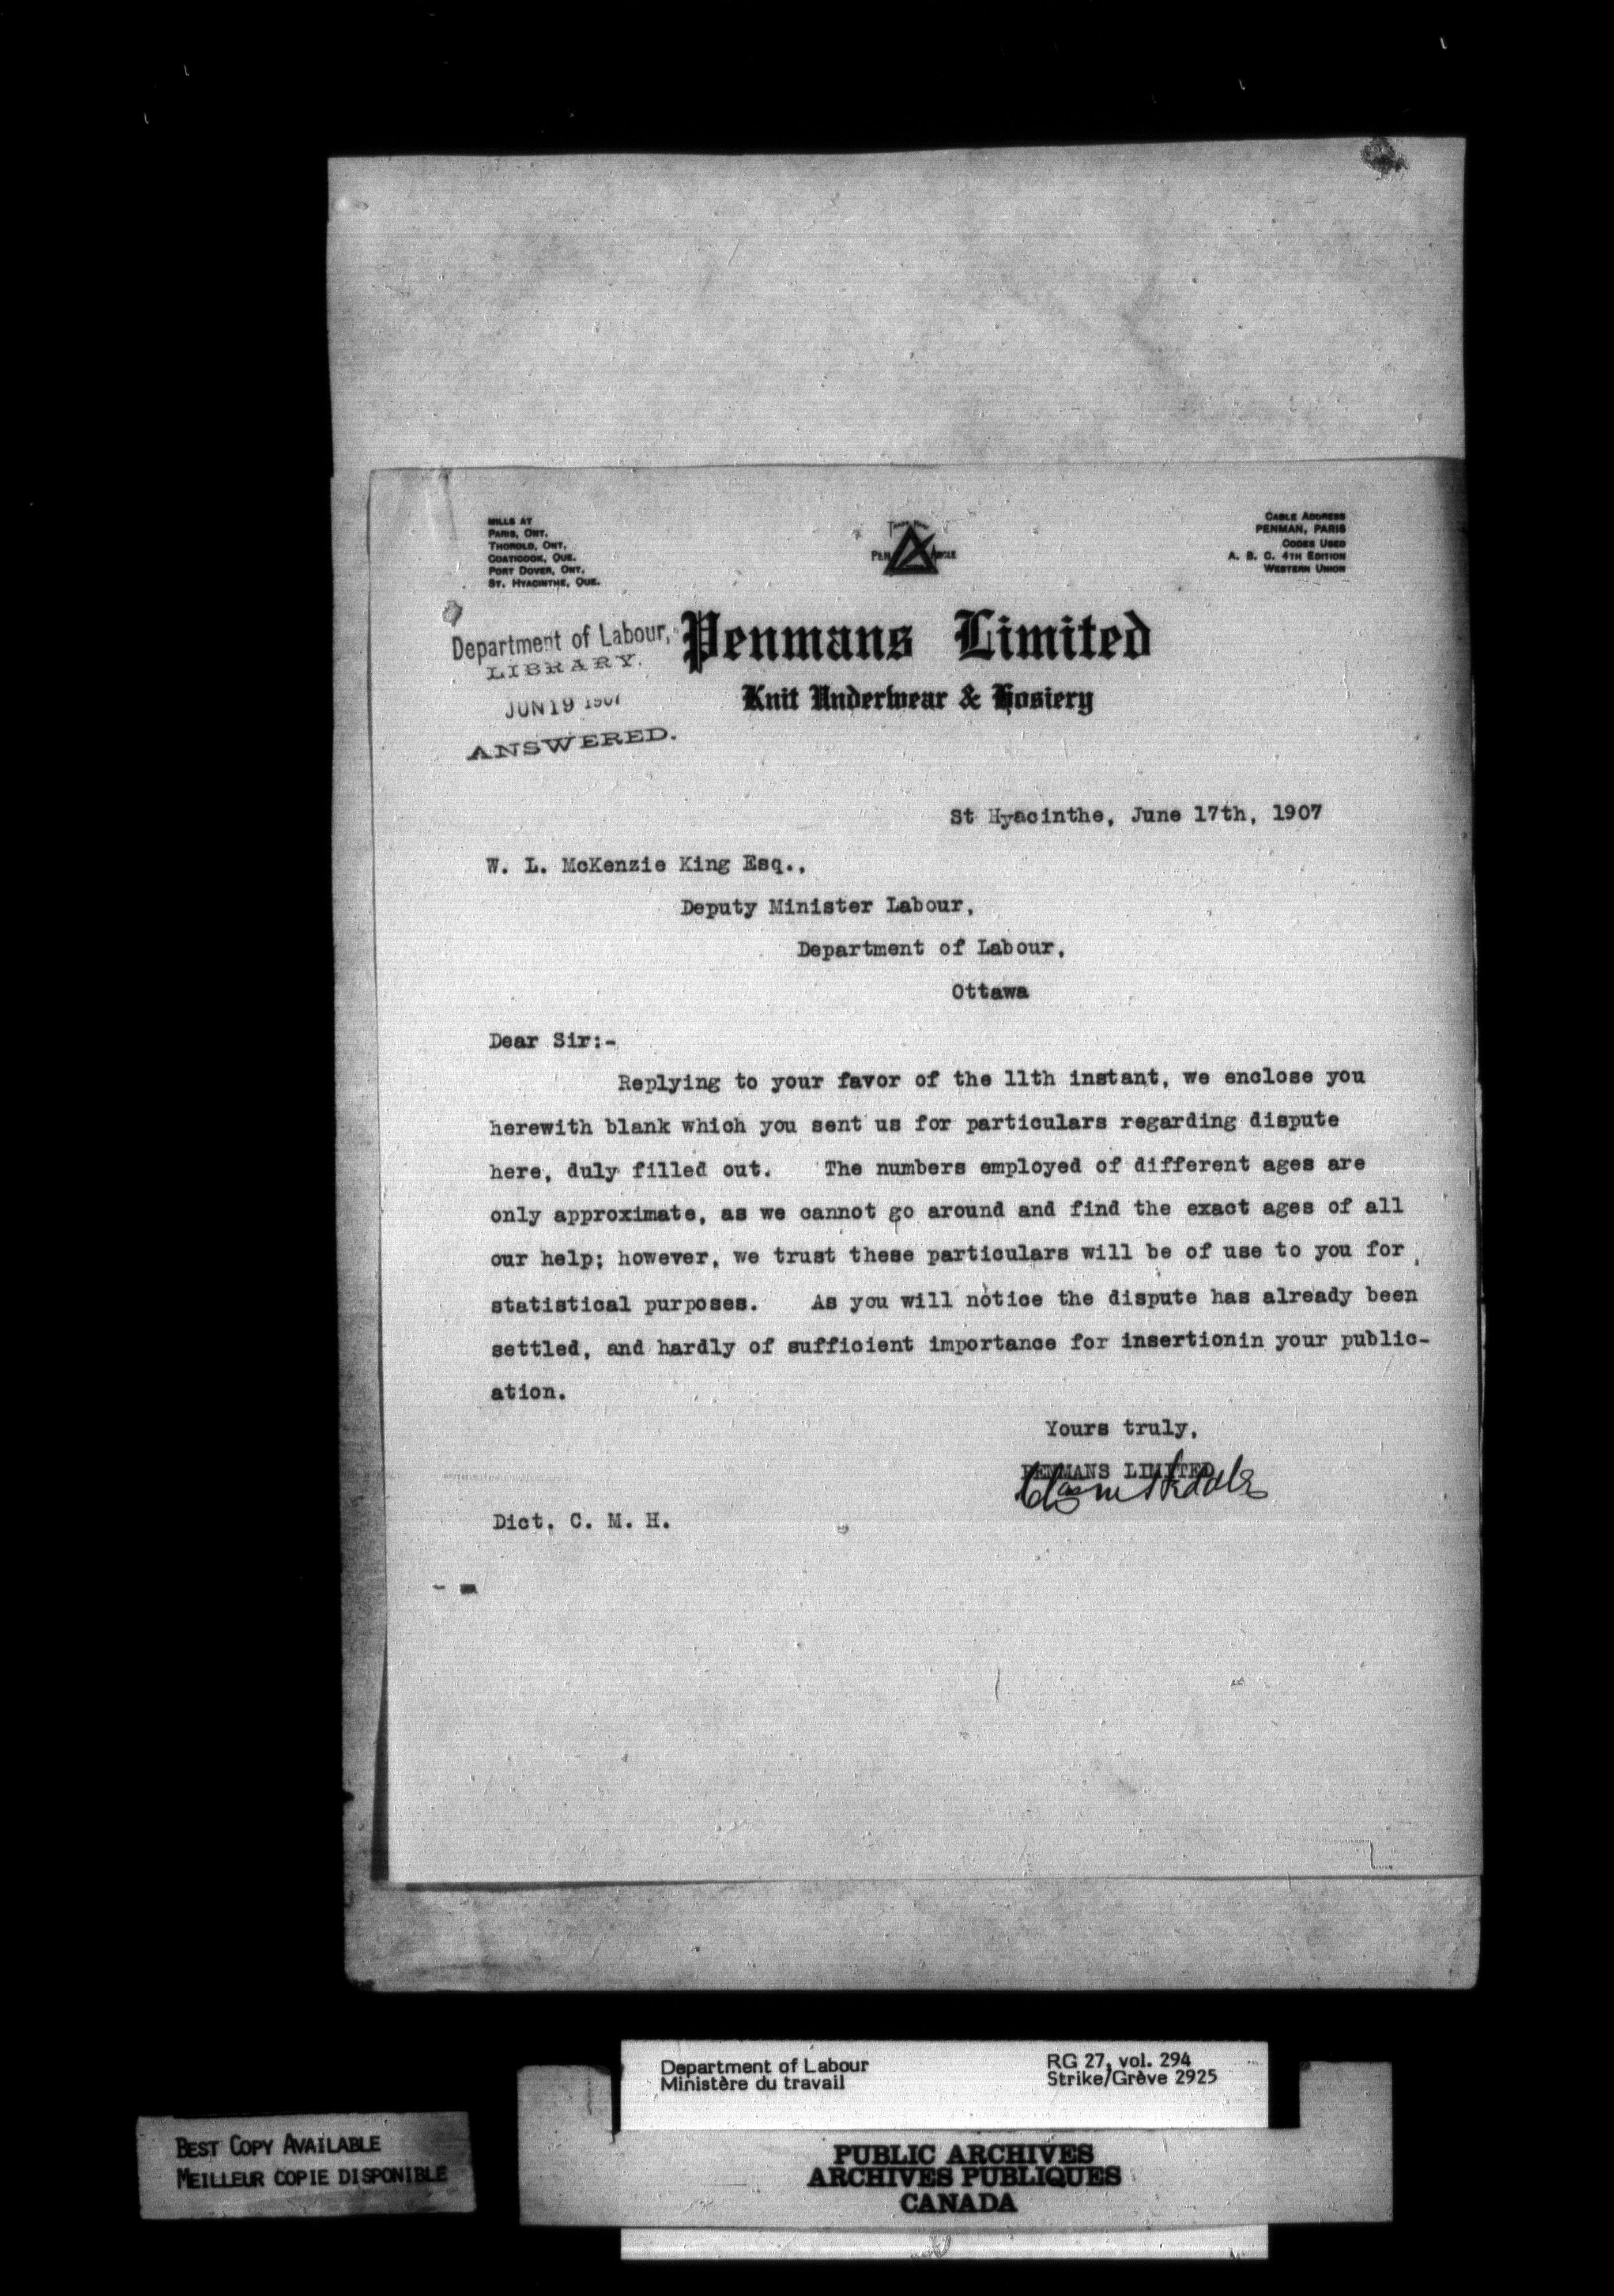 MILLS AT
PARIS, ONT.
THOROLD, ONT.
COATICOOK, QUE.
PORT DOVER, ONT.
ST. HYACINTHE, QUE.
TRADE MARK
PEN ANGLE
CABLE ADDRESS
PENMAN, PARIS
CODES USED
A. B. C. 4TH EDITION
WESTERN UNION
Penmans Limited
Knit Underwear & Hosiery
Department of Labour,
LIBRARY.
JUN 19 1907
ANSWERED.
St Hyacinthe, June 17th, 1907
W. L. McKenzie King Esq.,
Deputy Minister Labour,
Department of Labour,
Ottawa
Dear Sir:-
Replying to your favor of the 11th instant, we enclose you
herewith blank which you sent us for particulars regarding dispute
here, duly filled out. The numbers employed of different ages are
only approximate, as we cannot go around and find the exact ages of all
our help; however, we trust these particulars will be of use to you for
statistical purposes. As you will notice the dispute has already been
settled, and hardly of sufficient importance for insertionin your public-
ation.
Yours truly,
PENMANS LIMITED
Dict. C. M. H.
Department of Labour
Ministère du travail
RG 27, vol. 294
Strike/Grève 2925
BEST COPY AVAILABLE
MEILLEUR COPIE DISPONIBLE
PUBLIC ARCHIVES
ARCHIVES PUBLIQUES
CANADA